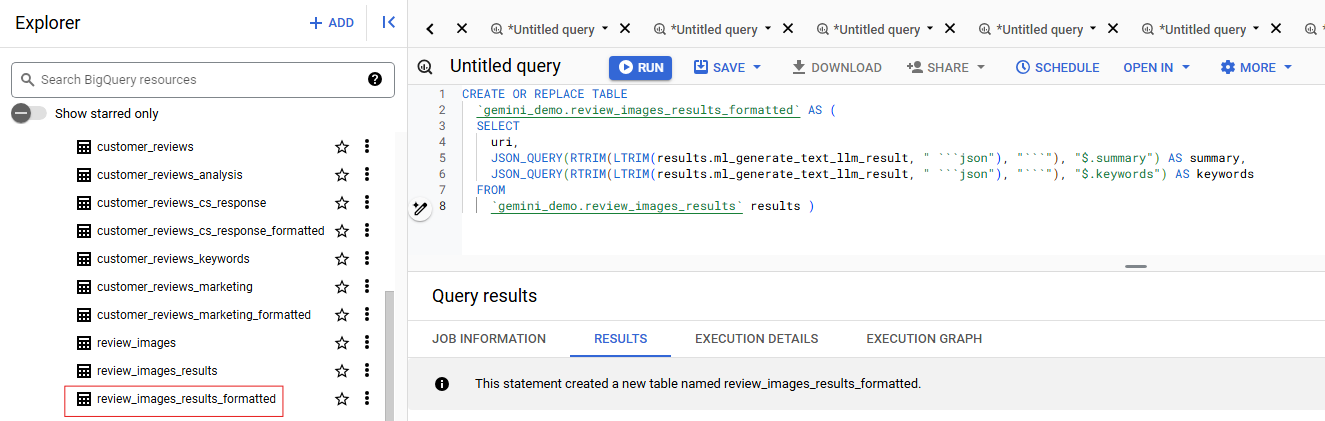 Explorer
+ ADD
Search BigQuery resources
?
Show starred only
customer_reviews
customer_reviews_analysis
customer_reviews_cs_response
customer_reviews_cs_response_formatted
customer_reviews_keywords
customer_reviews_marketing
customer_reviews_marketing_formatted
review_images
review_images_results
review_images_results_formatted
*Untitled query *Untitled query *Untitled query *Untitled query *Untitled query
Untitled query RUN SAVE DOWNLOAD SHARE SCHEDULE OPEN IN MORE
1 CREATE OR REPLACE TABLE
2 `gemini_demo.review_images_results_formatted` AS (
3 SELECT
4 uri,
5 JSON_QUERY(RTRIM(LTRIM(results.ml_generate_text_llm_result, " ```json"), "```"), "$.summary") AS summary,
6 JSON_QUERY(RTRIM(LTRIM(results.ml_generate_text_llm_result, " ```json"), "```"), "$.keywords") AS keywords
7 FROM
8 `gemini_demo.review_images_results` results )
Query results
JOB INFORMATION RESULTS EXECUTION DETAILS EXECUTION GRAPH
This statement created a new table named review_images_results_formatted.